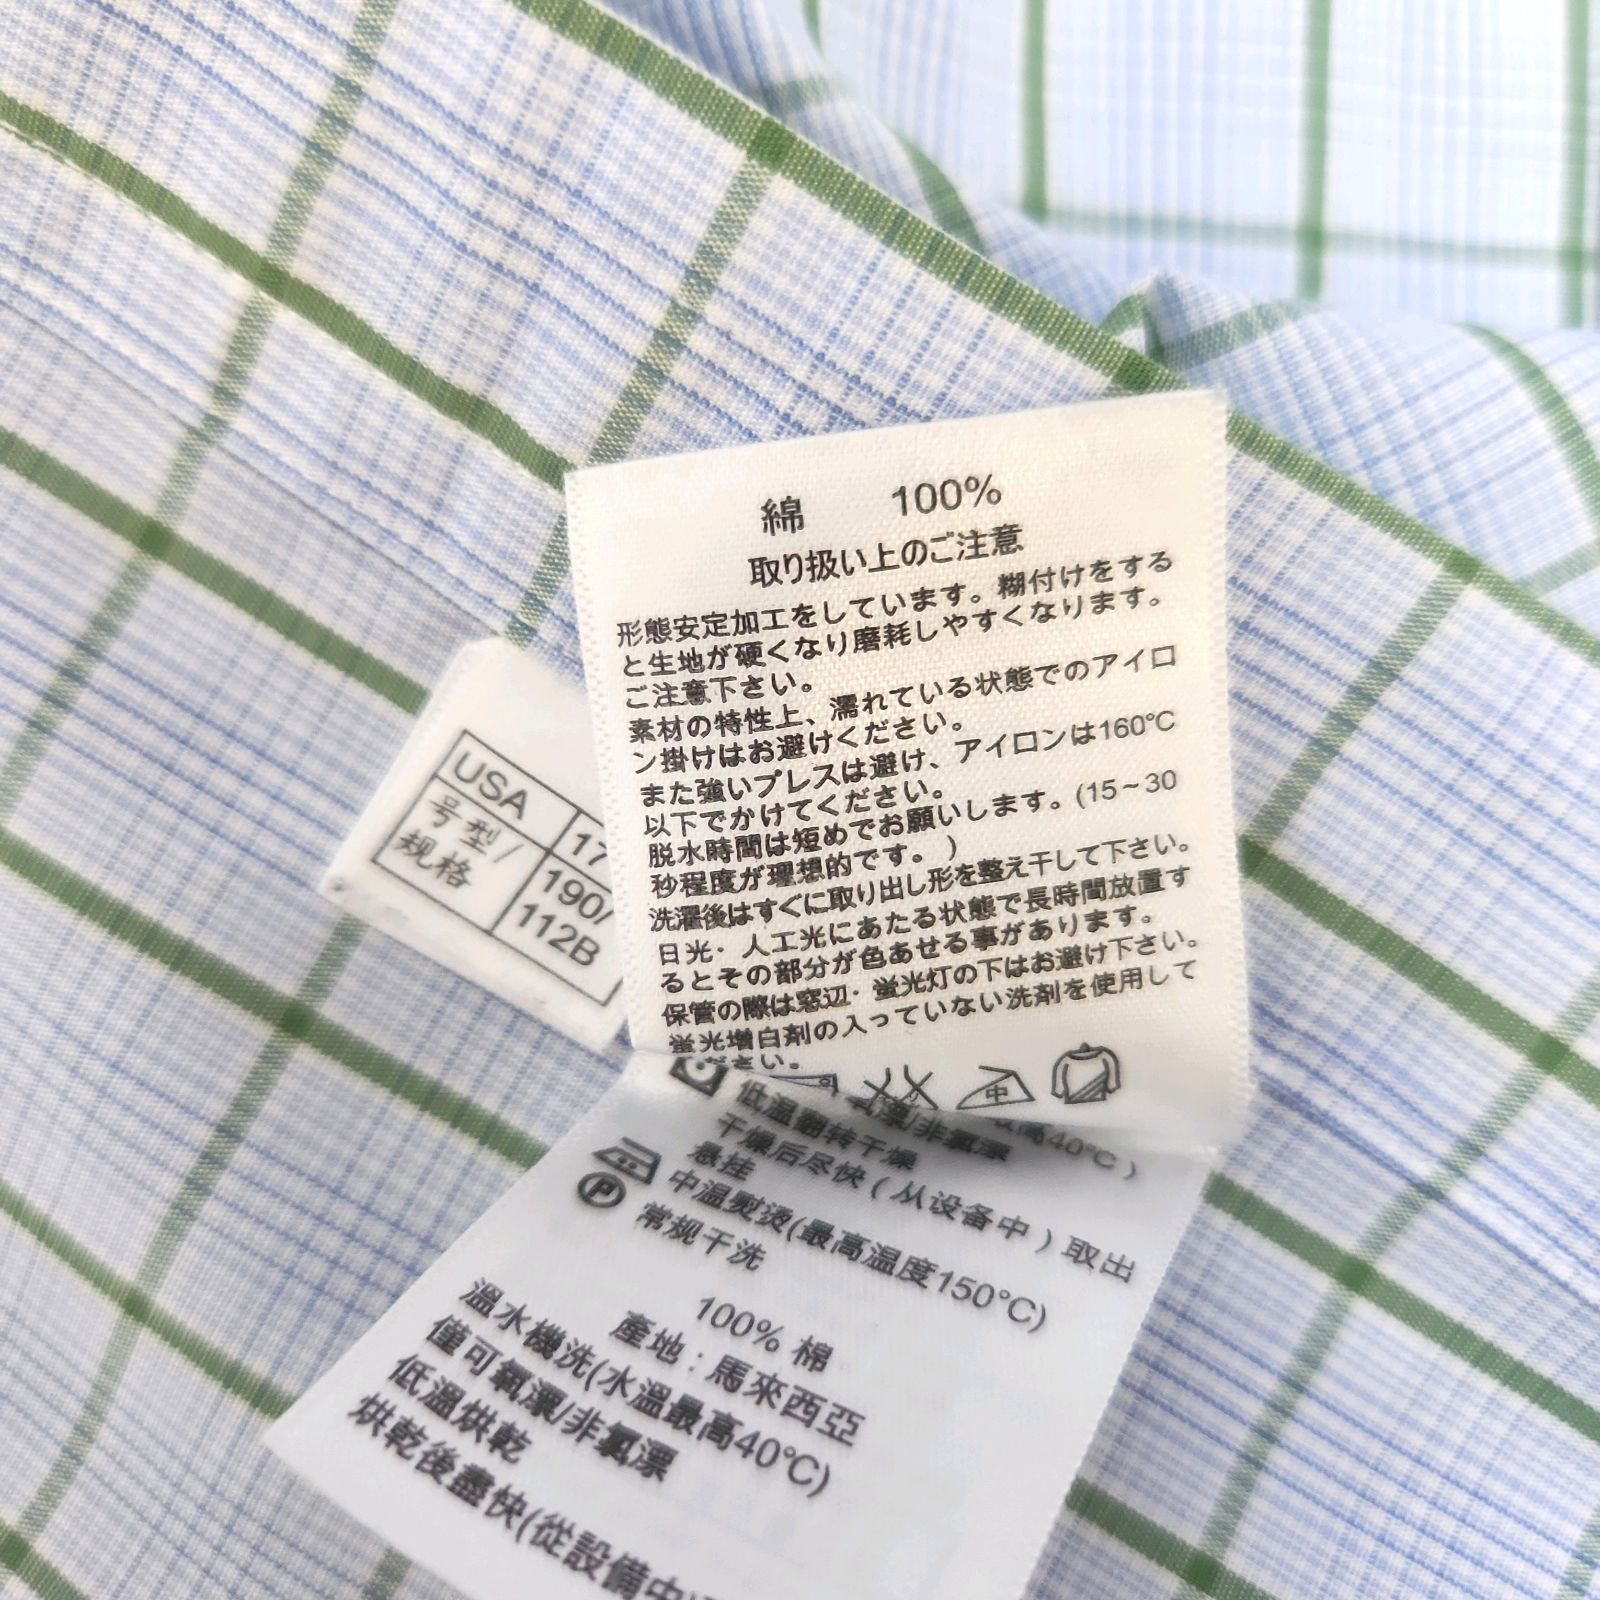 綿 100%
取り扱い上のご注意
形態安定加工をしています。糊付けをする
と生地が硬くなり磨耗しやすくなります。
ご注意下さい。
素材の特性上、濡れている状態でのアイロ
ン掛けはお避けください。
また強いプレスは避け、アイロンは160℃
以下でかけてください。
脱水時間は短めでお願いします。(15～30
秒程度が理想的です。)
洗濯後はすぐに取り出し形を整え干して下さい。
日光・人工光にあたる状態で長時間放置す
るとその部分が色あせる事があります。
保管の際は窓辺・蛍光灯の下はお避け下さい。
蛍光増白剤の入っていない洗剤を使用して
ださい。
中
USA 17
号型/
规格
190/
112B
氧漂/非氯漂
高40℃)
低温翻转干燥
干燥后尽快(从设备中)取出
悬挂
中温熨烫(最高温度150℃)
P 常规干洗
100% 棉
產地:馬來西亞
溫水機洗(水溫最高40℃)
僅可氧漂/非氯漂
低溫烘乾
烘乾後盡快(從設備中